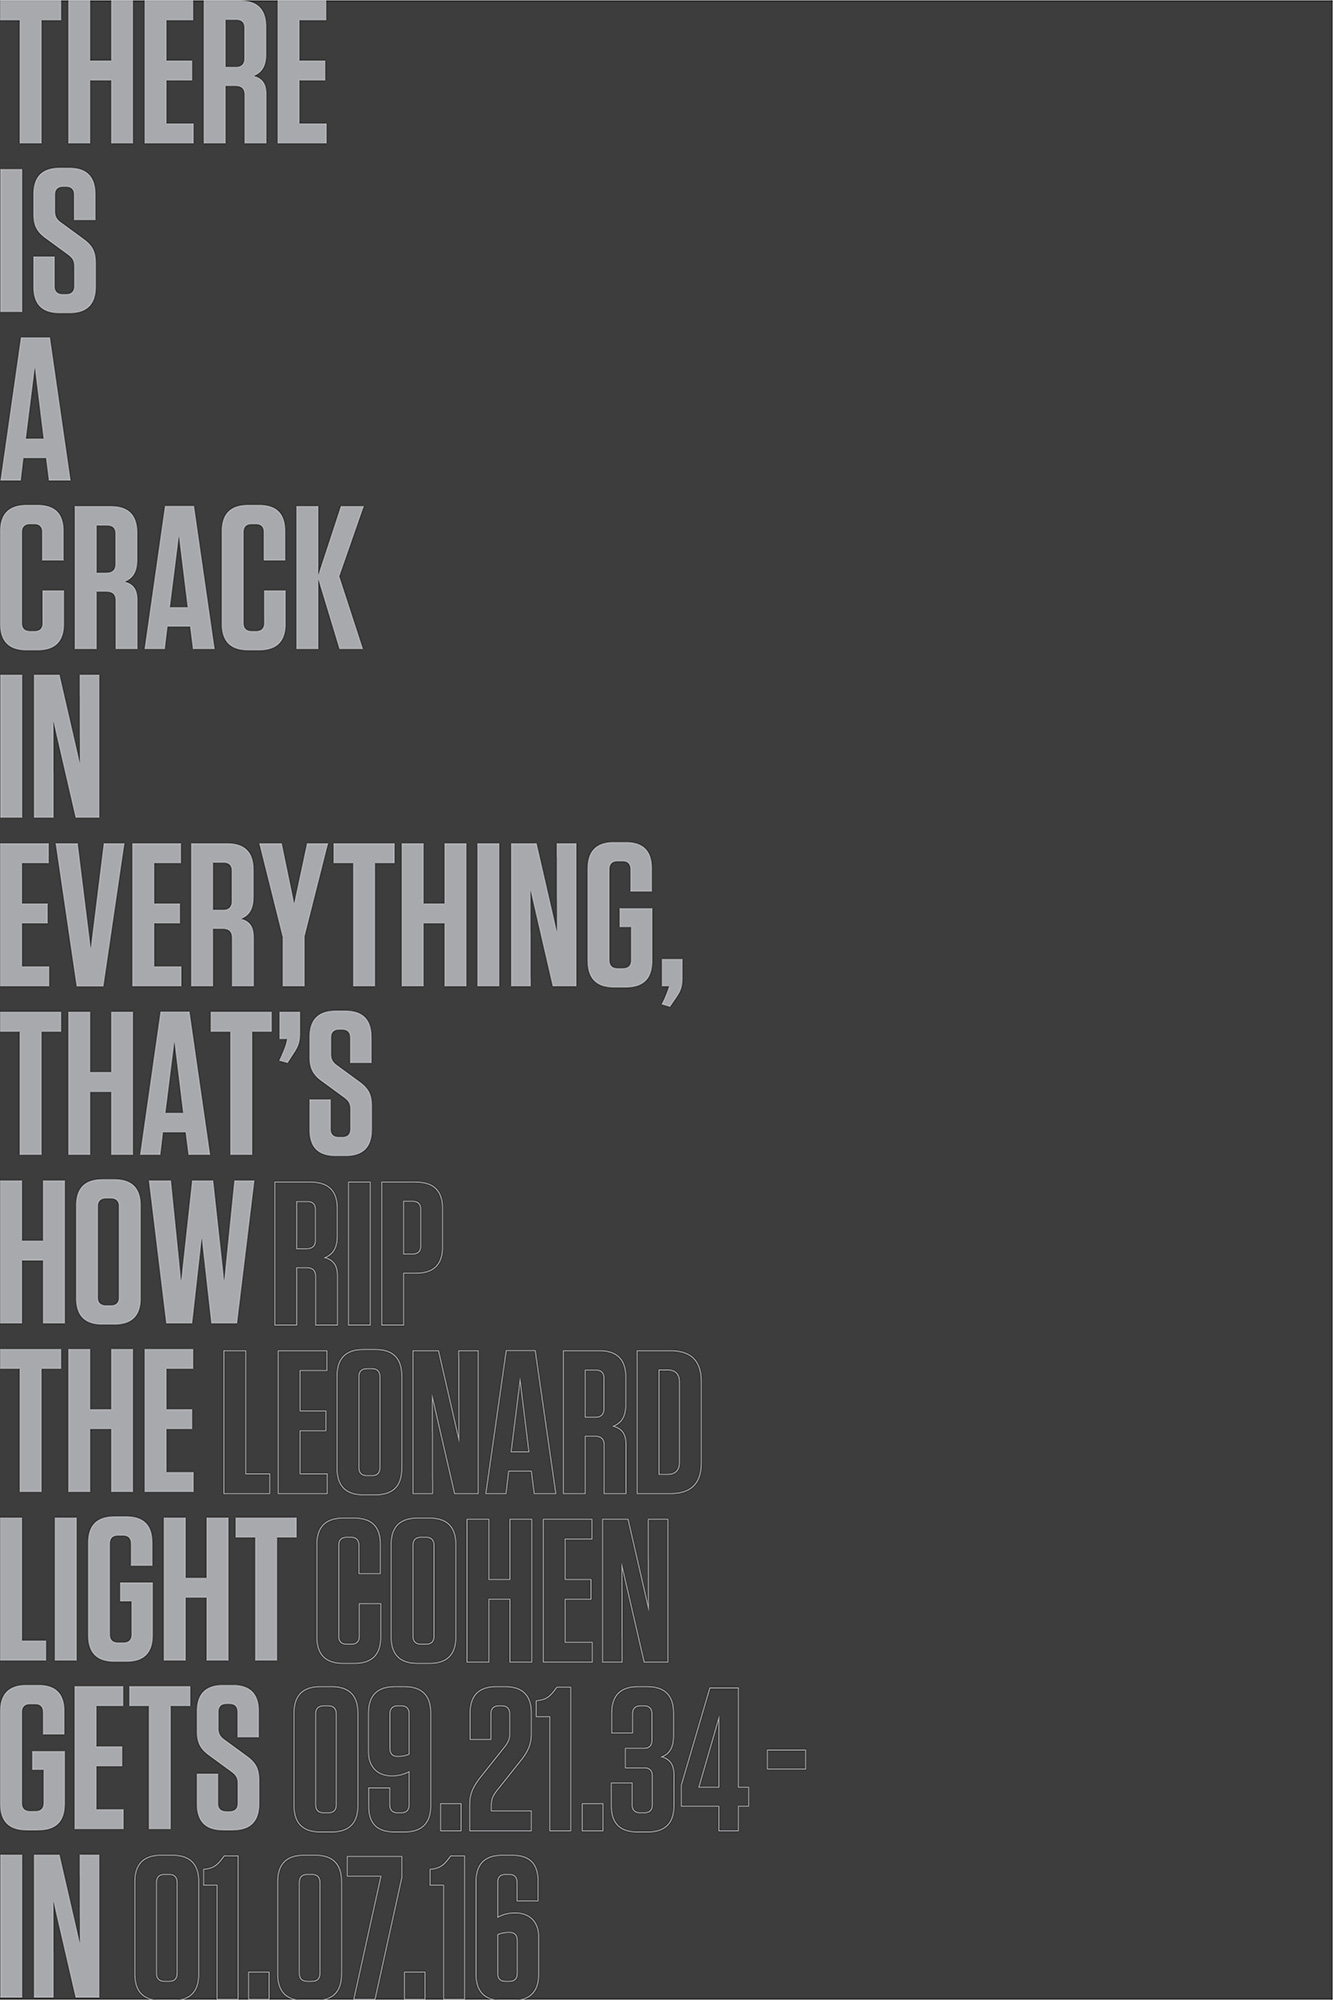 THERE
IS
A
CRACK
IN
EVERYTHING,
THAT’S
HOW RIP
THE LEONARD
LIGHT COHEN
GETS 09.21.34-
IN 01.07.16